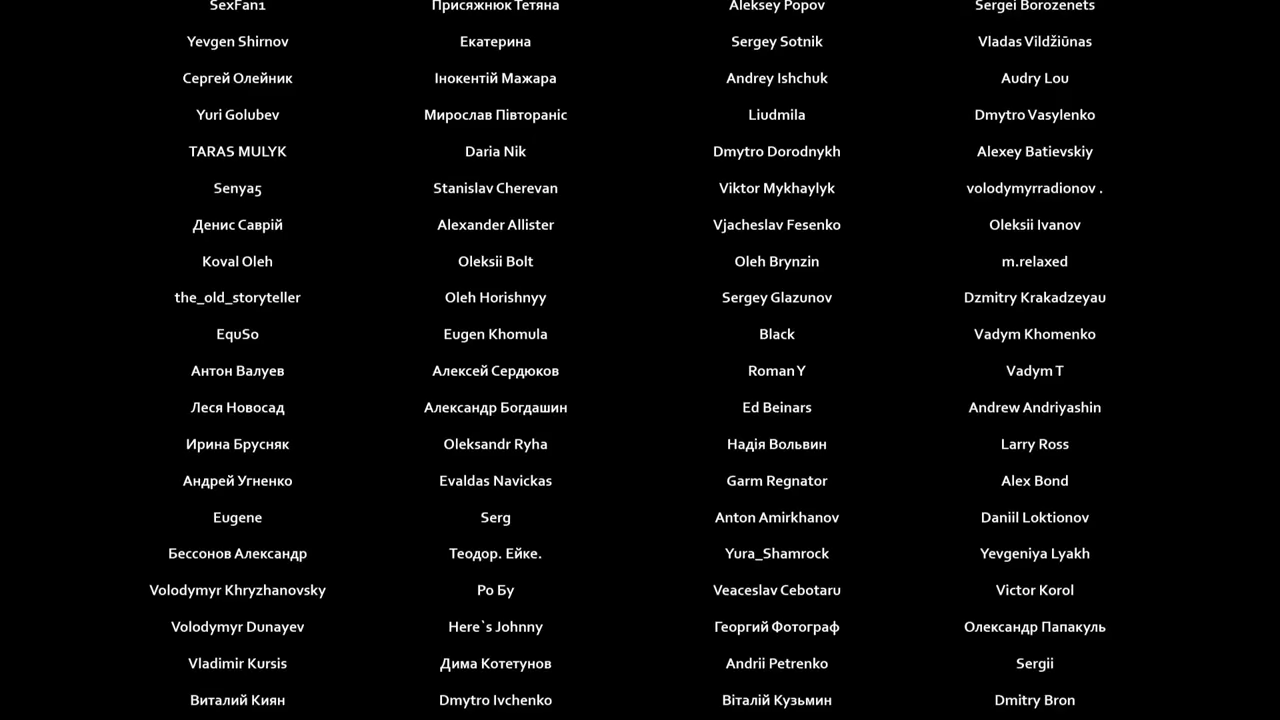 SexFan1 Присяжнюк Тетяна Aleksey Popov Sergei Borozenets
Yevgen Shirnov Екатерина Sergey Sotnik Vladas Vildžiūnas
Сергей Олейник Інокентій Мажара Andrey Ishchuk Audry Lou
Yuri Golubev Мирослав Півтораніс Liudmila Dmytro Vasylenko
TARAS MULYK Daria Nik Dmytro Dorodnykh Alexey Batievskiy
Senya5 Stanislav Cherevan Viktor Mykhaylyk volodymyrradionov .
Денис Саврій Alexander Allister Vjacheslav Fesenko Oleksii Ivanov
Koval Oleh Oleksii Bolt Oleh Brynzin m.relaxed
the_old_storyteller Oleh Horishnyy Sergey Glazunov Dzmitry Krakadzeyau
EquSo Eugen Khomula Black Vadym Khomenko
Антон Валуев Алексей Сердюков Roman Y Vadym T
Леся Новосад Александр Богдашин Ed Beinars Andrew Andriyashin
Ирина Брусняк Oleksandr Ryha Надія Вольвин Larry Ross
Андрей Угненко Evaldas Navickas Garm Regnator Alex Bond
Eugene Serg Anton Amirkhanov Daniil Loktionov
Бессонов Александр Теодор. Ейке. Yura_Shamrock Yevgeniya Lyakh
Volodymyr Khryzhanovsky Ро Бу Veaceslav Cebotaru Victor Korol
Volodymyr Dunayev Here`s Johnny Георгий Фотограф Олександр Папакуль
Vladimir Kursis Дима Котетунов Andrii Petrenko Sergii
Виталий Киян Dmytro Ivchenko Віталій Кузьмин Dmitry Bron